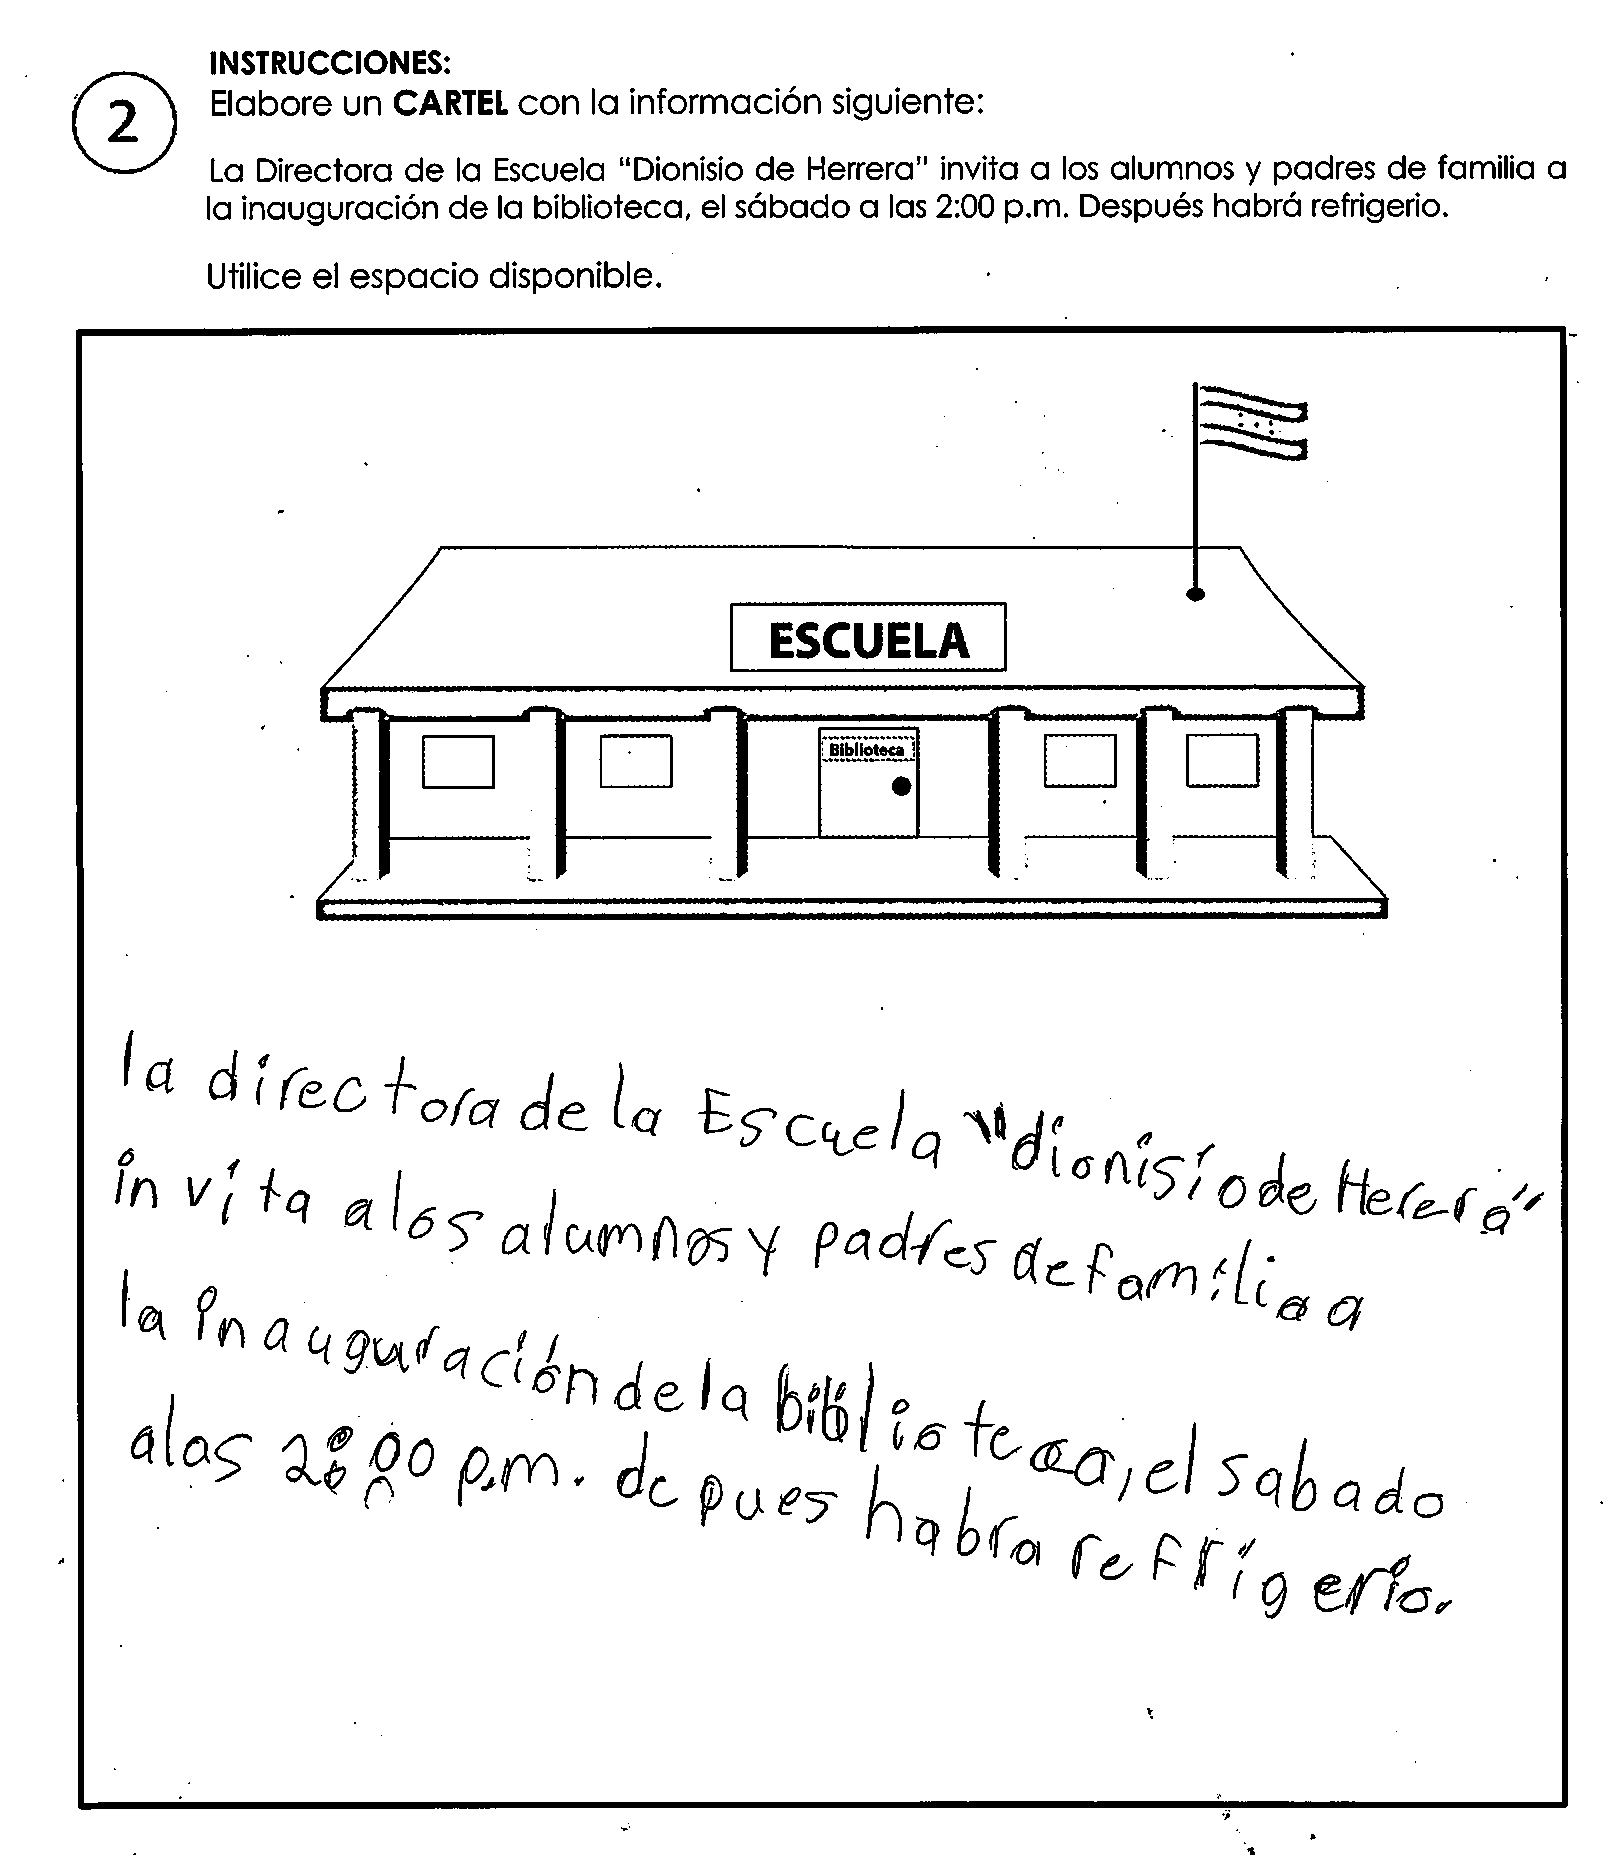 INSTRUCCIONES:
2
Elabore un CARTEL con la información siguiente:
La Directora de la Escuela "Dionisio de Herrera" invita a los alumnos y padres de familia a
la inauguración de la biblioteca, el sábado a las 2:00 p.m. Después habrá refrigerio.
Utilice el espacio disponible.
ESCUELA
Biblioteca
la directora de la Escuela "dionisio de Herera"
invita a los alumnos y padres de familia a
la inauguración de la biblioteca, el sabado
alas 2:00 p.m. depues habra refrigerio.